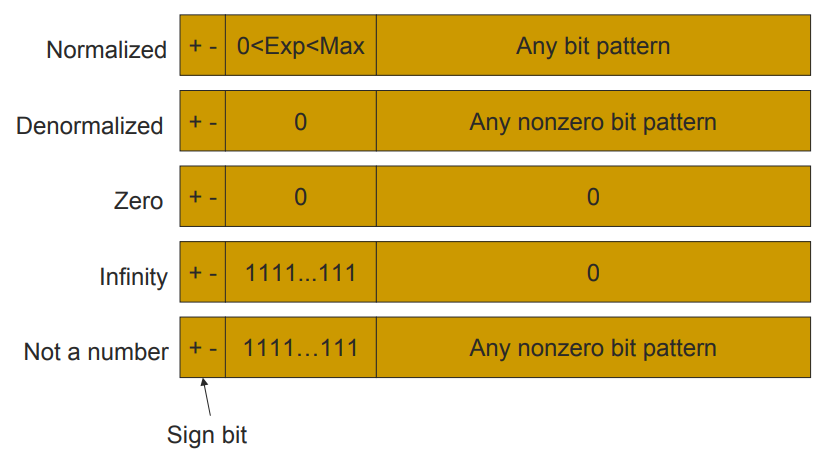 Normalized + - 0<Exp<Max Any bit pattern
Denormalized + - 0 Any nonzero bit pattern
Zero + - 0 0
Infinity + - 1111...111 0
Not a number + - 1111…111 Any nonzero bit pattern
Sign bit